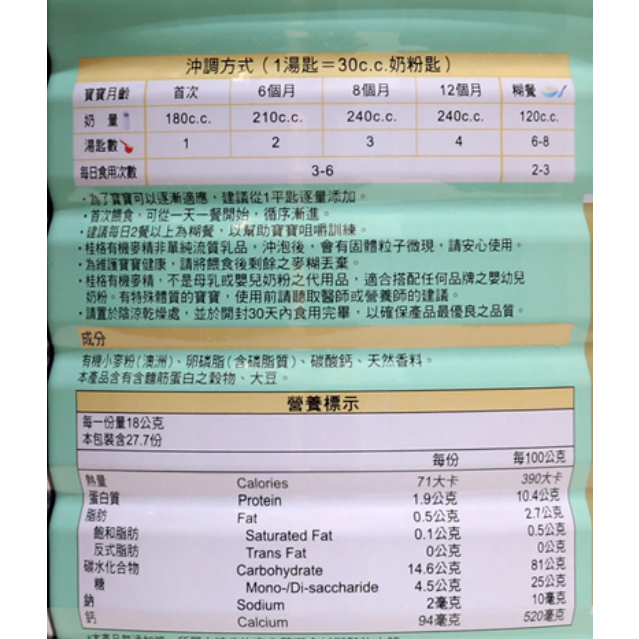 沖調方式（1湯匙＝30c.c.奶粉匙）
寶寶月齡 首次 6個月 8個月 12個月 糊餐
奶 量 180c.c. 210c.c. 240c.c. 240c.c. 120c.c.
湯匙數 1 2 3 4 6-8
每日食用次數 3-6 2-3
・為了寶寶可以逐漸適應，建議從1平匙逐量添加。
・首次餵食，可從一天一餐開始，循序漸進。
・建議每日2餐以上為糊餐，以幫助寶寶咀嚼訓練。
・桂格有機麥精非單純流質乳品，沖泡後，會有固體粒子微現，請安心使用。
・為維護寶寶健康，請將餵食後剩餘之麥糊丟棄。
・桂格有機麥精，不是母乳或嬰兒奶粉之代用品，適合搭配任何品牌之嬰幼兒
奶粉。有特殊體質的寶寶，使用前請聽取醫師或營養師的建議。
・請置於陰涼乾燥處，並於開封30天內食用完畢，以確保產品最優良之品質。
成分
有機小麥粉(澳洲)、卵磷脂(含磷脂質)、碳酸鈣、天然香料。
本產品含有含麵筋蛋白之穀物、大豆。
營養標示
每一份量18公克
本包裝含27.7份
每份 每100公克
熱量 Calories 71大卡 390大卡
蛋白質 Protein 1.9公克 10.4公克
脂肪 Fat 0.5公克 2.7公克
飽和脂肪 Saturated Fat 0.1公克 0.5公克
反式脂肪 Trans Fat 0公克 0公克
碳水化合物 Carbohydrate 14.6公克 81公克
糖 Mono-/Di-saccharide 4.5公克 25公克
鈉 Sodium 2毫克 10毫克
鈣 Calcium 94毫克 520毫克